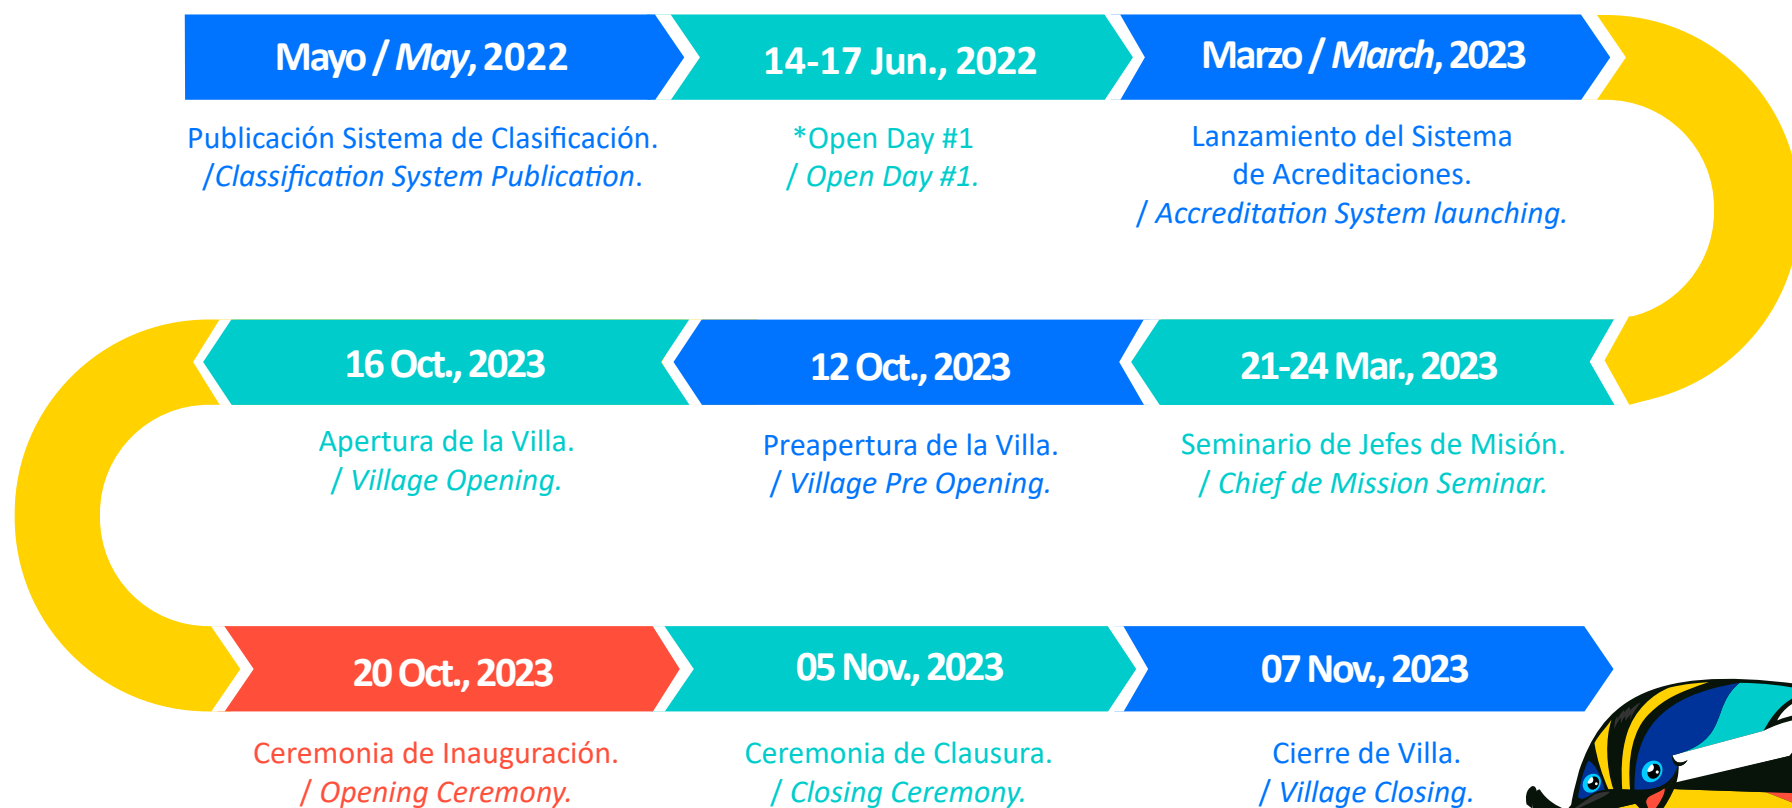 Mayo / May, 2022
Publicación Sistema de Clasificación.
/Classification System Publication.
14-17 Jun., 2022
*Open Day #1
/ Open Day #1.
Marzo / March, 2023
Lanzamiento del Sistema
de Acreditaciones.
/ Accreditation System launching.
21-24 Mar., 2023
Seminario de Jefes de Misión.
/ Chief de Mission Seminar.
12 Oct., 2023
Preapertura de la Villa.
/ Village Pre Opening.
16 Oct., 2023
Apertura de la Villa.
/ Village Opening.
20 Oct., 2023
Ceremonia de Inauguración.
/ Opening Ceremony.
05 Nov., 2023
Ceremonia de Clausura.
/ Closing Ceremony.
07 Nov., 2023
Cierre de Villa.
/ Village Closing.